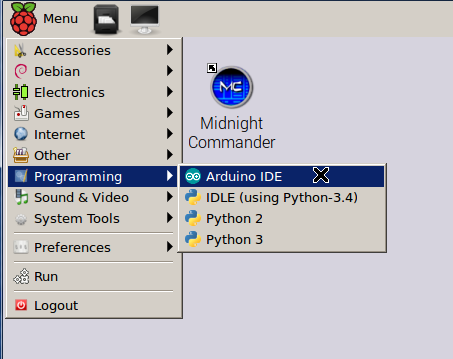 Menu
Accessories
Debian
Electronics
Games
Internet
Other
Programming
Sound & Video
System Tools
Preferences
Run
Logout
MC
Midnight
Commander
Arduino IDE
IDLE (using Python-3.4)
Python 2
Python 3